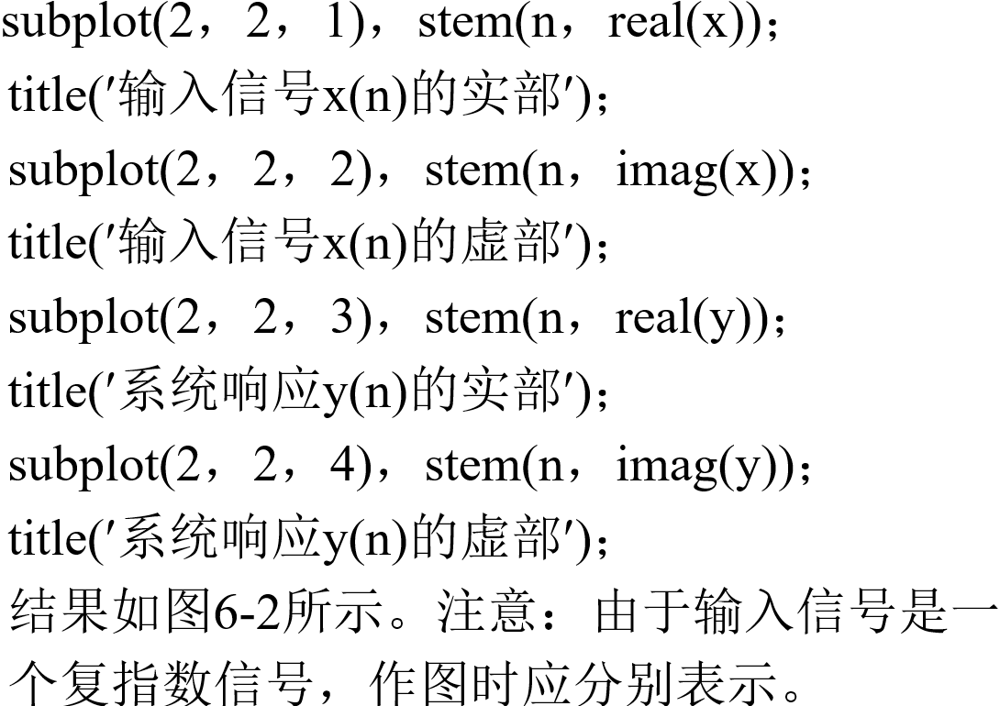 subplot(2，2，1)，stem(n，real(x))；
title(′输入信号x(n)的实部′)；
subplot(2，2，2)，stem(n，imag(x))；
title(′输入信号x(n)的虚部′)；
subplot(2，2，3)，stem(n，real(y))；
title(′系统响应y(n)的实部′)；
subplot(2，2，4)，stem(n，imag(y))；
title(′系统响应y(n)的虚部′)；
结果如图6-2所示。注意：由于输入信号是一
个复指数信号，作图时应分别表示。